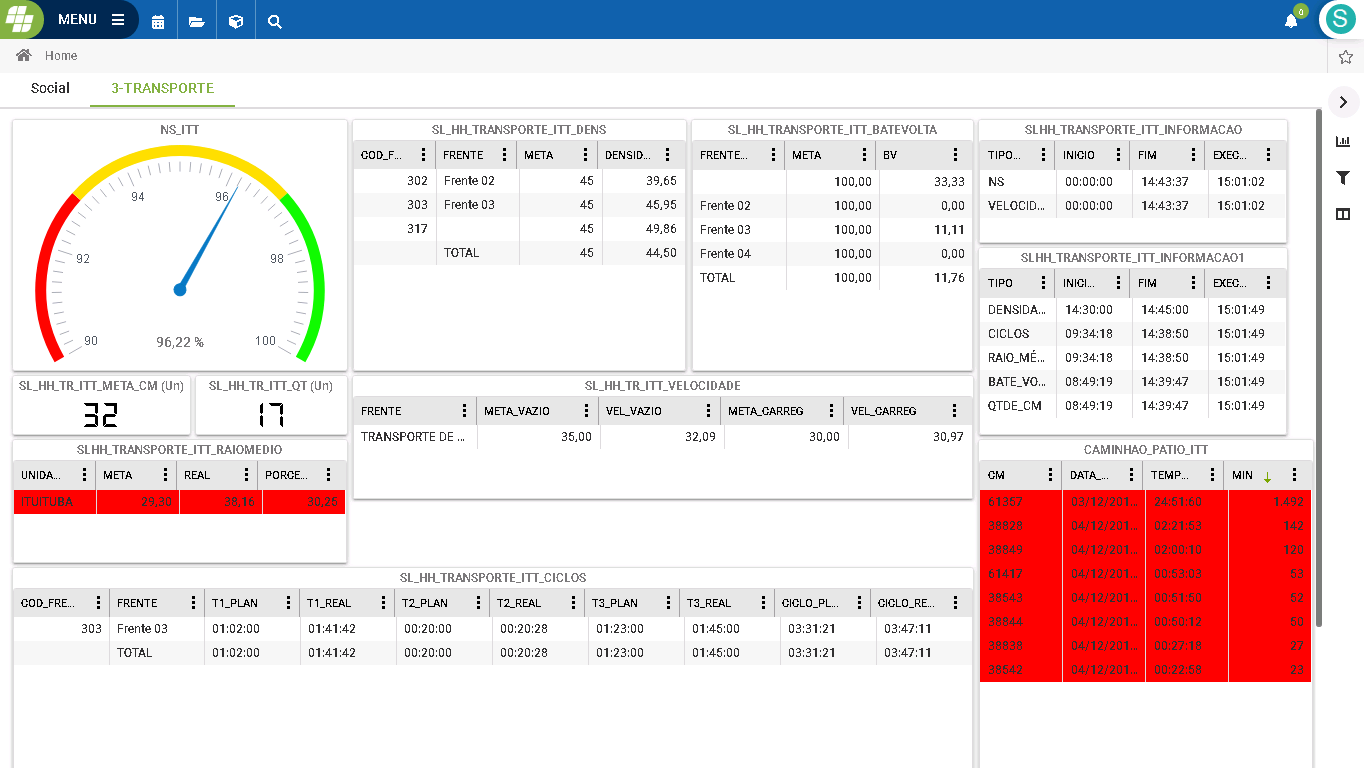 MENU
0
S
Home
Social 3-TRANSPORTE
NS_ITT
94 96
92 98
90 100
96,22 %
SL_HH_TRANSPORTE_ITT_DENS
COD_F... FRENTE META DENSID...
302 Frente 02 45 39,65
303 Frente 03 45 45,95
317 45 49,86
TOTAL 45 44,50
SL_HH_TRANSPORTE_ITT_BATEVOLTA
FRENTE... META BV
100,00 33,33
Frente 02 100,00 0,00
Frente 03 100,00 11,11
Frente 04 100,00 0,00
TOTAL 100,00 11,76
SLHH_TRANSPORTE_ITT_INFORMACAO
TIPO... INICIO FIM EXEC...
NS 00:00:00 14:43:37 15:01:02
VELOCID... 00:00:00 14:43:37 15:01:02
SLHH_TRANSPORTE_ITT_INFORMACAO1
TIPO INICI... FIM EXEC...
DENSIDA... 14:30:00 14:45:00 15:01:49
CICLOS 09:34:18 14:38:50 15:01:49
RAIO_MÉ... 09:34:18 14:38:50 15:01:49
BATE_VO... 08:49:19 14:39:47 15:01:49
QTDE_CM 08:49:19 14:39:47 15:01:49
SL_HH_TR_ITT_META_CM (Un)
32
SL_HH_TR_ITT_QT (Un)
17
SL_HH_TR_ITT_VELOCIDADE
FRENTE META_VAZIO VEL_VAZIO META_CARREG VEL_CARREG
TRANSPORTE DE ... 35,00 32,09 30,00 30,97
SLHH_TRANSPORTE_ITT_RAIOMEDIO
UNIDA... META REAL PORCE...
ITUITUBA 29,30 38,16 30,25
CAMINHAO_PATIO_ITT
CM DATA_... TEMP... MIN
61357 03/12/201... 24:51:50 1.492
38828 04/12/201... 02:21:53 142
38849 04/12/201... 02:00:10 120
61417 04/12/201... 00:53:03 53
38543 04/12/201... 00:51:50 52
38844 04/12/201... 00:50:12 50
38838 04/12/201... 00:27:18 27
38542 04/12/201... 00:22:58 23
SL_HH_TRANSPORTE_ITT_CICLOS
COD_FRE... FRENTE T1_PLAN T1_REAL T2_PLAN T2_REAL T3_PLAN T3_REAL CICLO_PL... CICLO_RE...
303 Frente 03 01:02:00 01:41:42 00:20:00 00:20:28 01:23:00 01:45:00 03:31:21 03:47:11
TOTAL 01:02:00 01:41:42 00:20:00 00:20:28 01:23:00 01:45:00 03:31:21 03:47:11